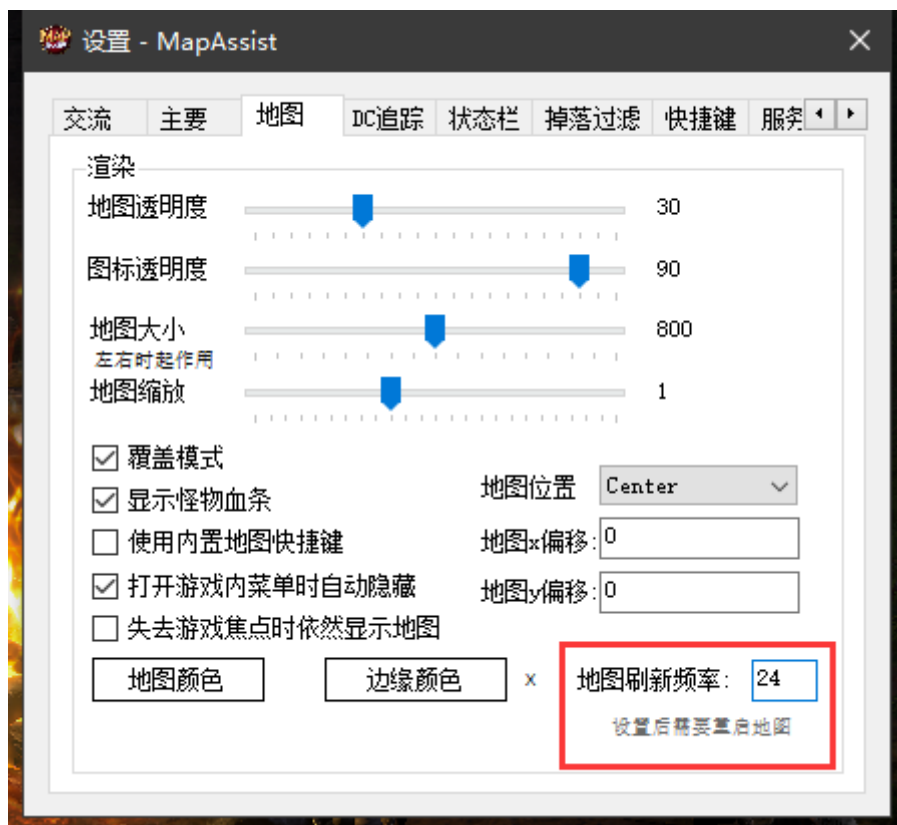 设置 - MapAssist
交流 主要 地图 DC追踪 状态栏 掉落过滤 快捷键 服务
渲染
地图透明度 30
图标透明度 90
地图大小 800
左右时起作用
地图缩放 1
覆盖模式
显示怪物血条
地图位置 Center
使用内置地图快捷键
地图x偏移: 0
打开游戏内菜单时自动隐藏
地图y偏移: 0
失去游戏焦点时依然显示地图
地图颜色 边缘颜色 x 地图刷新频率: 24
设置后需要重启地图